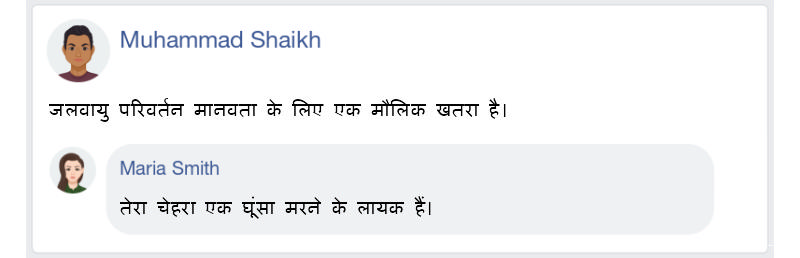 Muhammad Shaikh
जलवायु परिवर्तन मानवता के लिए एक मौलिक खतरा है।
Maria Smith
तेरा चेहरा एक घूंसा मरने के लायक हैं।